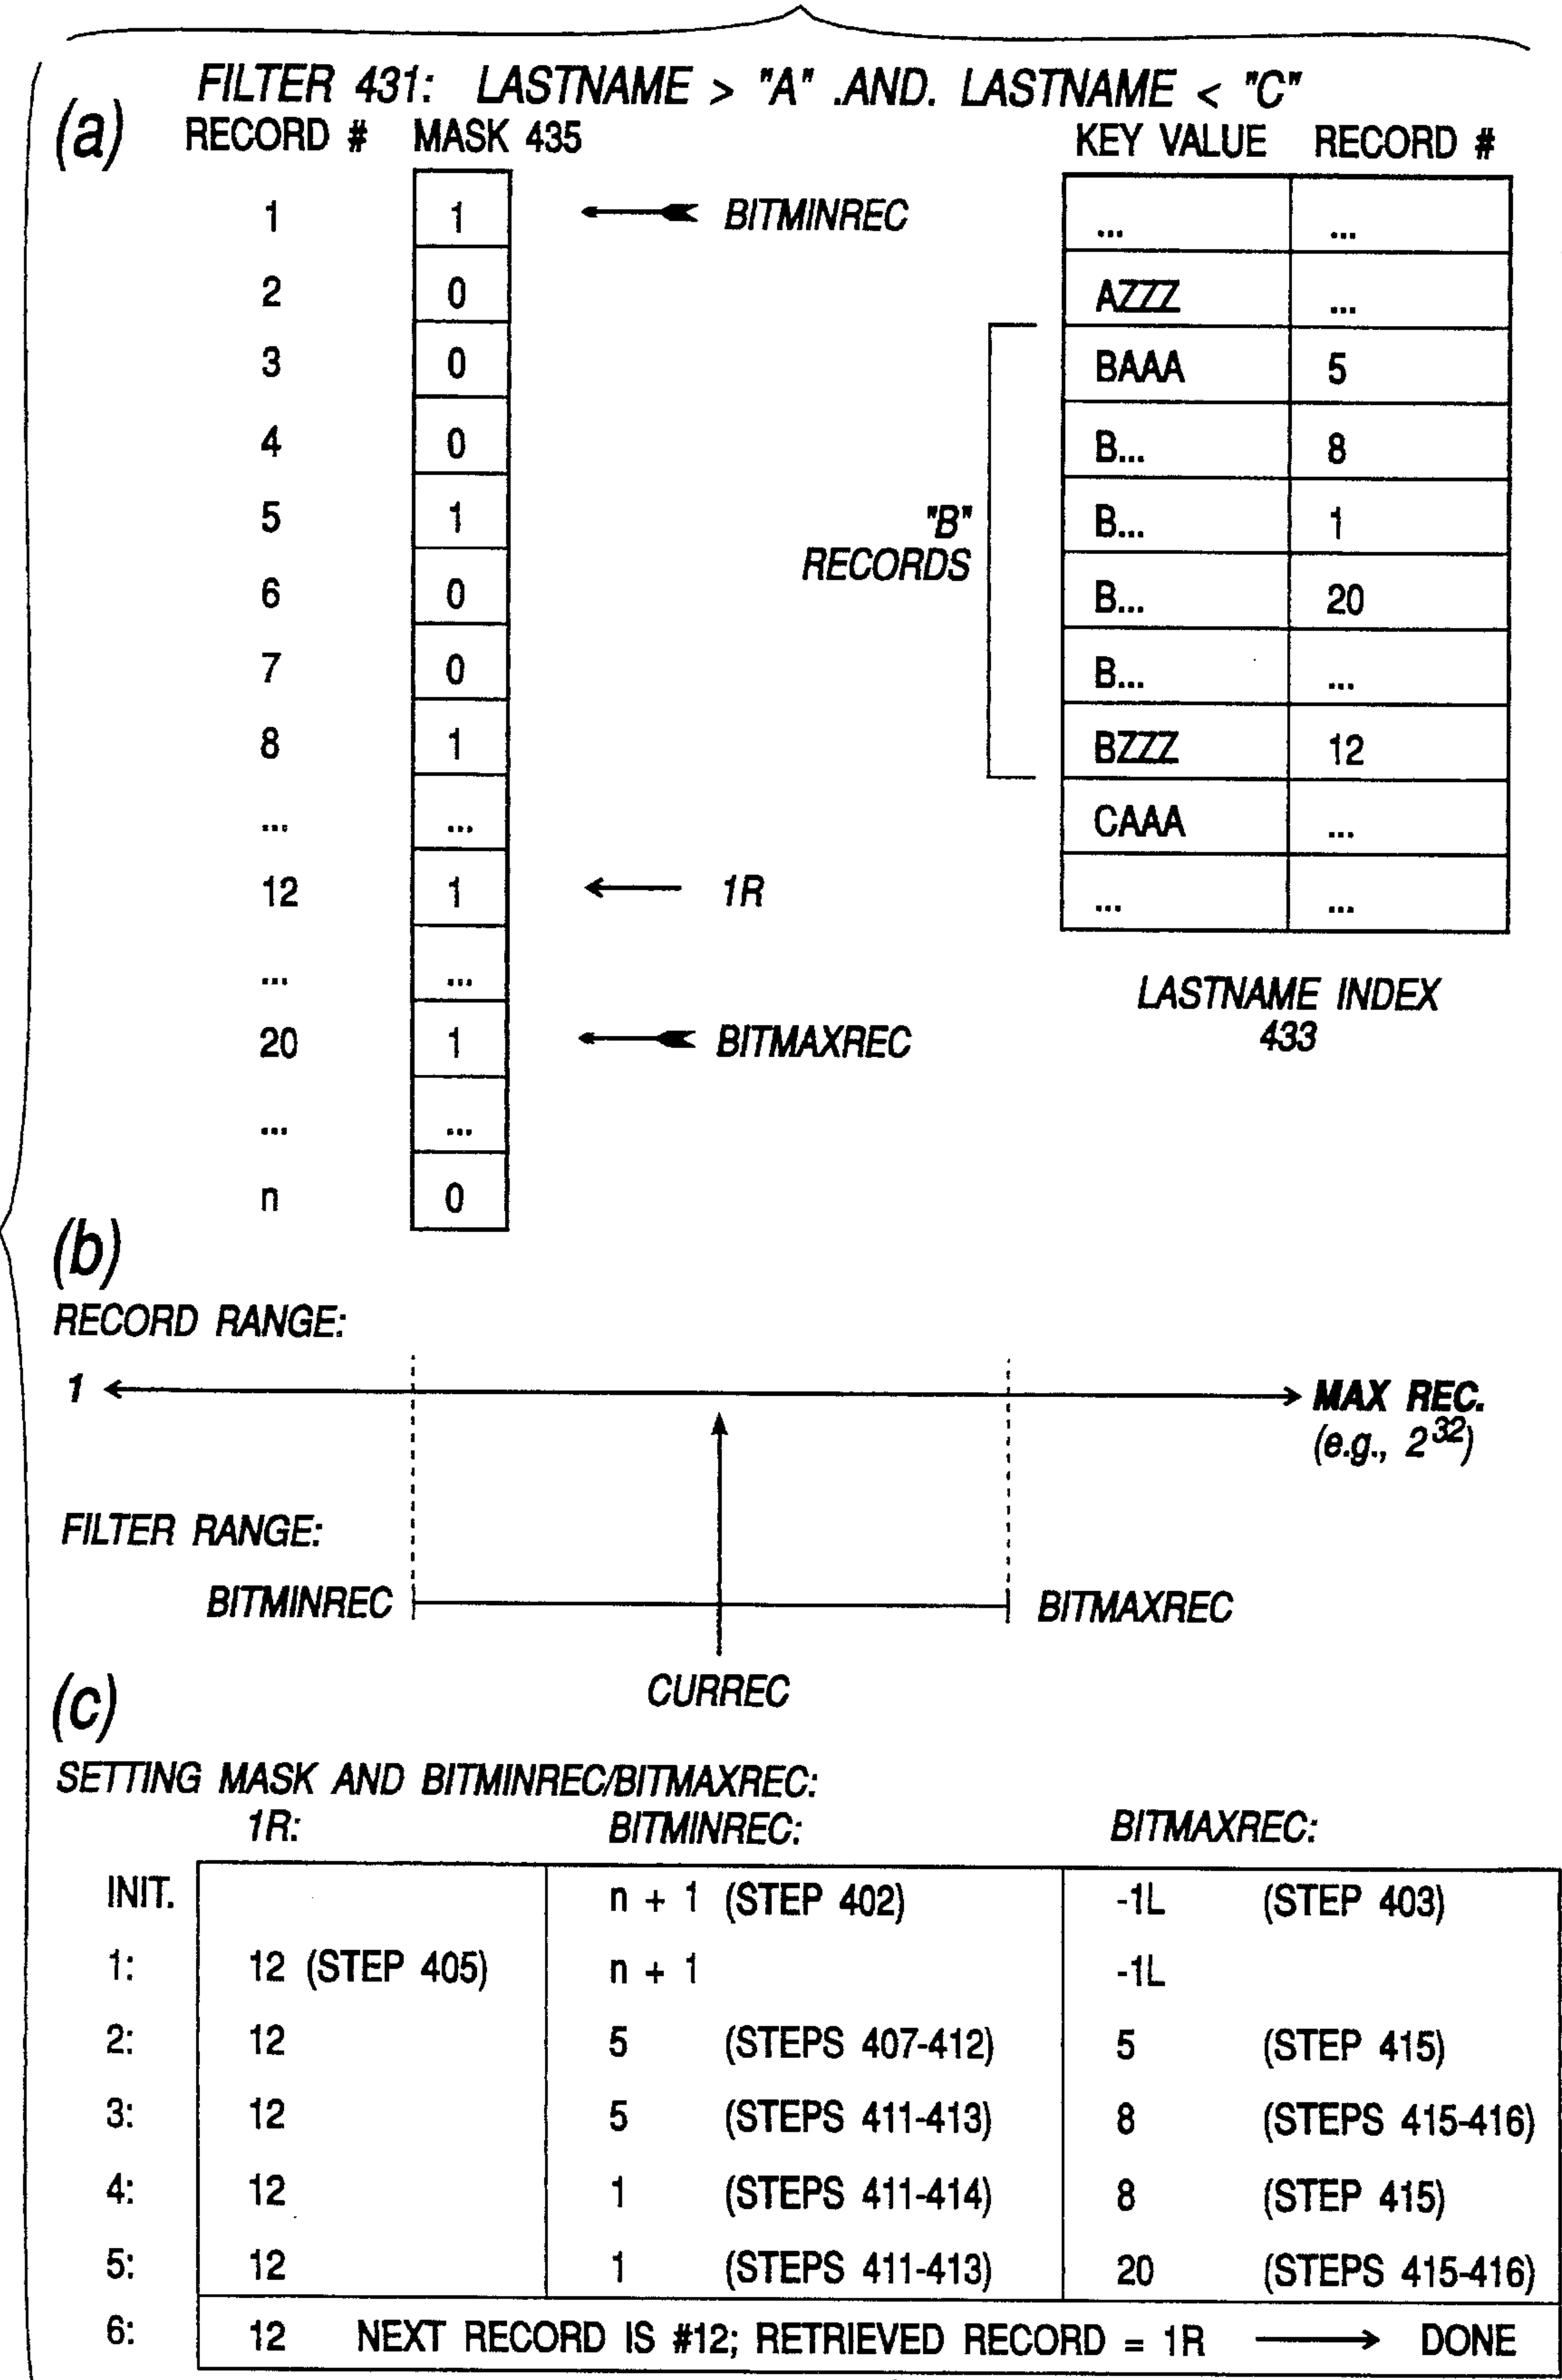 FILTER 431: LASTNAME > "A" .AND. LASTNAME < "C"
(a)
RECORD # MASK 435
1 1 BITMINREC
2 0
3 0
4 0
5 1
6 0
7 0
8 1
... ...
12 1 1R
... ...
20 1 BITMAXREC
... ...
n 0
KEY VALUE RECORD #
... ...
AZZZ ...
BAAA 5
B... 8
B... 1
B... 20
B... ...
BZZZ 12
CAAA ...
... ...
"B"
RECORDS
LASTNAME INDEX
433
(b)
RECORD RANGE:
1 MAX REC.
(e.g., 2^32)
FILTER RANGE:
BITMINREC BITMAXREC
CURREC
(c)
SETTING MASK AND BITMINREC/BITMAXREC:
1R: BITMINREC: BITMAXREC:
INIT. n + 1 (STEP 402) -1L (STEP 403)
1: 12 (STEP 405) n + 1 -1L
2: 12 5 (STEPS 407-412) 5 (STEP 415)
3: 12 5 (STEPS 411-413) 8 (STEPS 415-416)
4: 12 1 (STEPS 411-414) 8 (STEP 415)
5: 12 1 (STEPS 411-413) 20 (STEPS 415-416)
6: 12 NEXT RECORD IS #12; RETRIEVED RECORD = 1R DONE